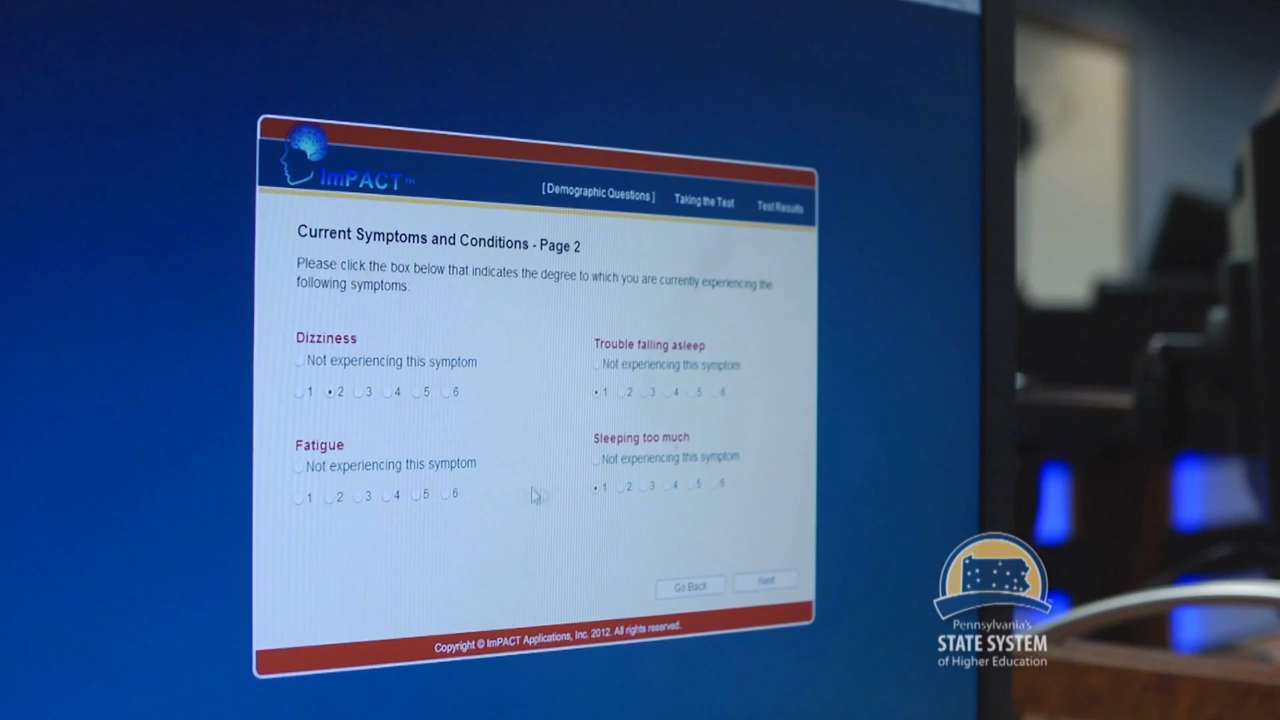 ImPACT™
[ Demographic Questions ] Taking the Test Test Results
Current Symptoms and Conditions - Page 2
Please click the box below that indicates the degree to which you are currently experiencing the
following symptoms.
Dizziness
Not experiencing this symptom
1 2 3 4 5 6
Fatigue
Not experiencing this symptom
1 2 3 4 5 6
Trouble falling asleep
Not experiencing this symptom
1 2 3 4 5 6
Sleeping too much
Not experiencing this symptom
1 2 3 4 5 6
Go Back Next
Copyright © ImPACT Applications, Inc. 2012. All rights reserved.
Pennsylvania's
STATE SYSTEM
of Higher Education